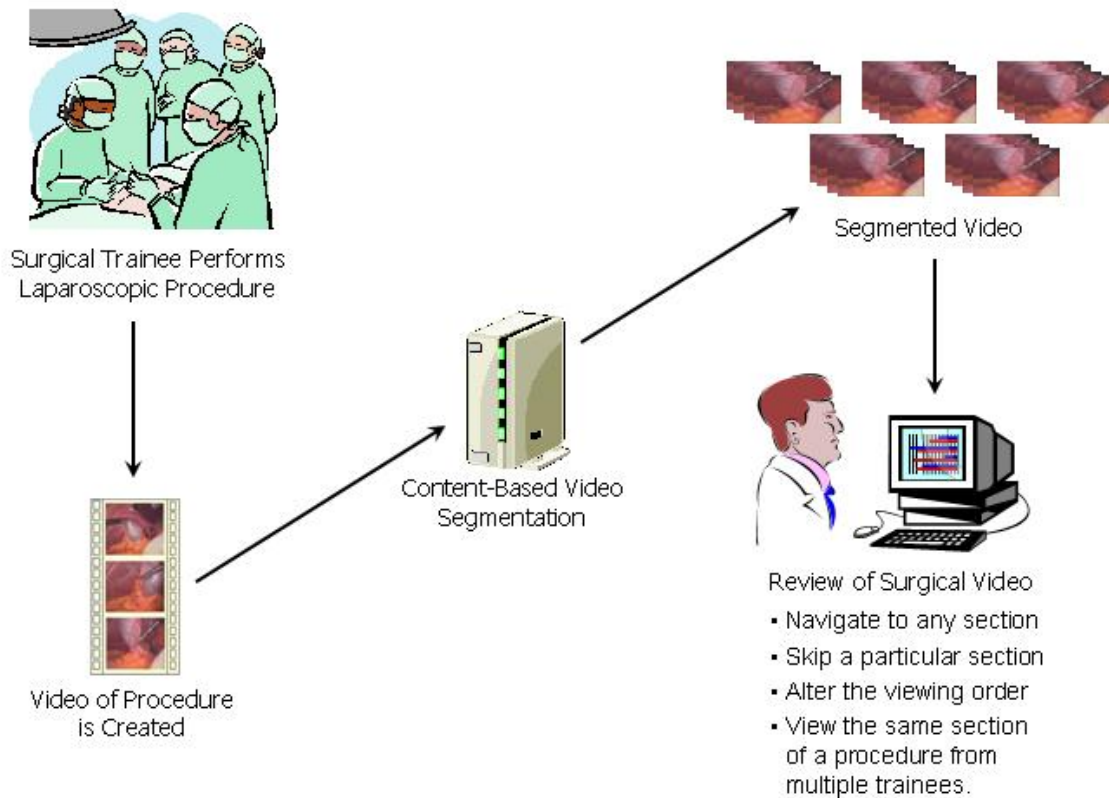 Surgical Trainee Performs
Laparoscopic Procedure
Video of Procedure
is Created
Content-Based Video
Segmentation
Segmented Video
Review of Surgical Video
▪ Navigate to any section
▪ Skip a particular section
▪ Alter the viewing order
▪ View the same section
of a procedure from
multiple trainees.